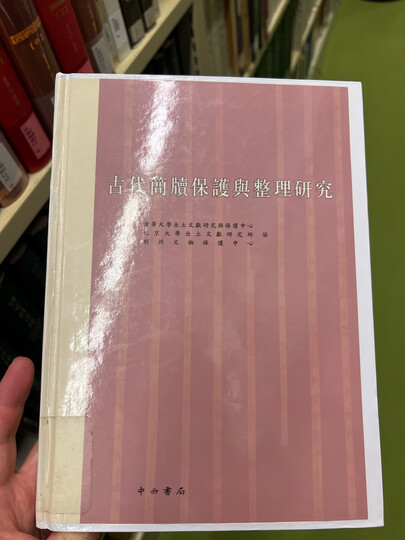 古代簡牘保護與整理研究
清華大學出土文獻研究與保護中心
北京大學出土文獻研究所 編
荊州文物保護中心
中西書局